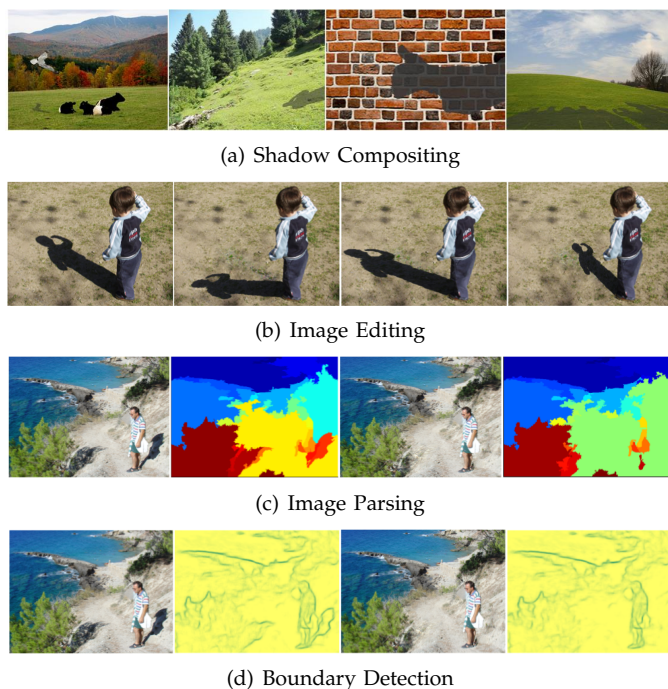 (a) Shadow Compositing
(b) Image Editing
(c) Image Parsing
(d) Boundary Detection